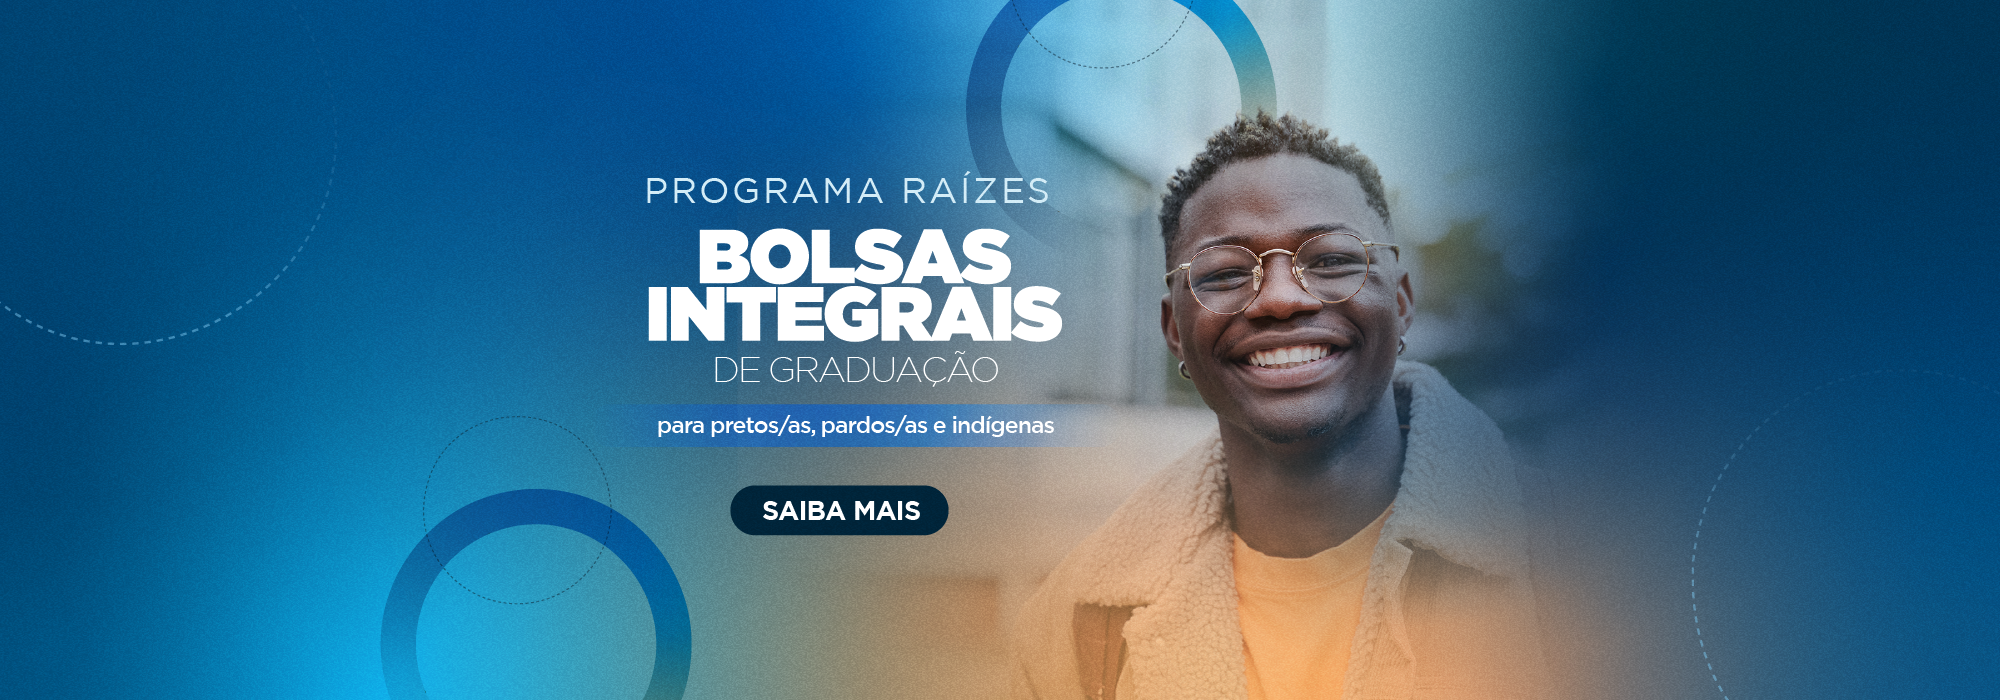 PROGRAMA RAÍZES
BOLSAS
INTEGRAIS
DE GRADUAÇÃO
para pretos/as, pardos/as e indígenas
SAIBA MAIS